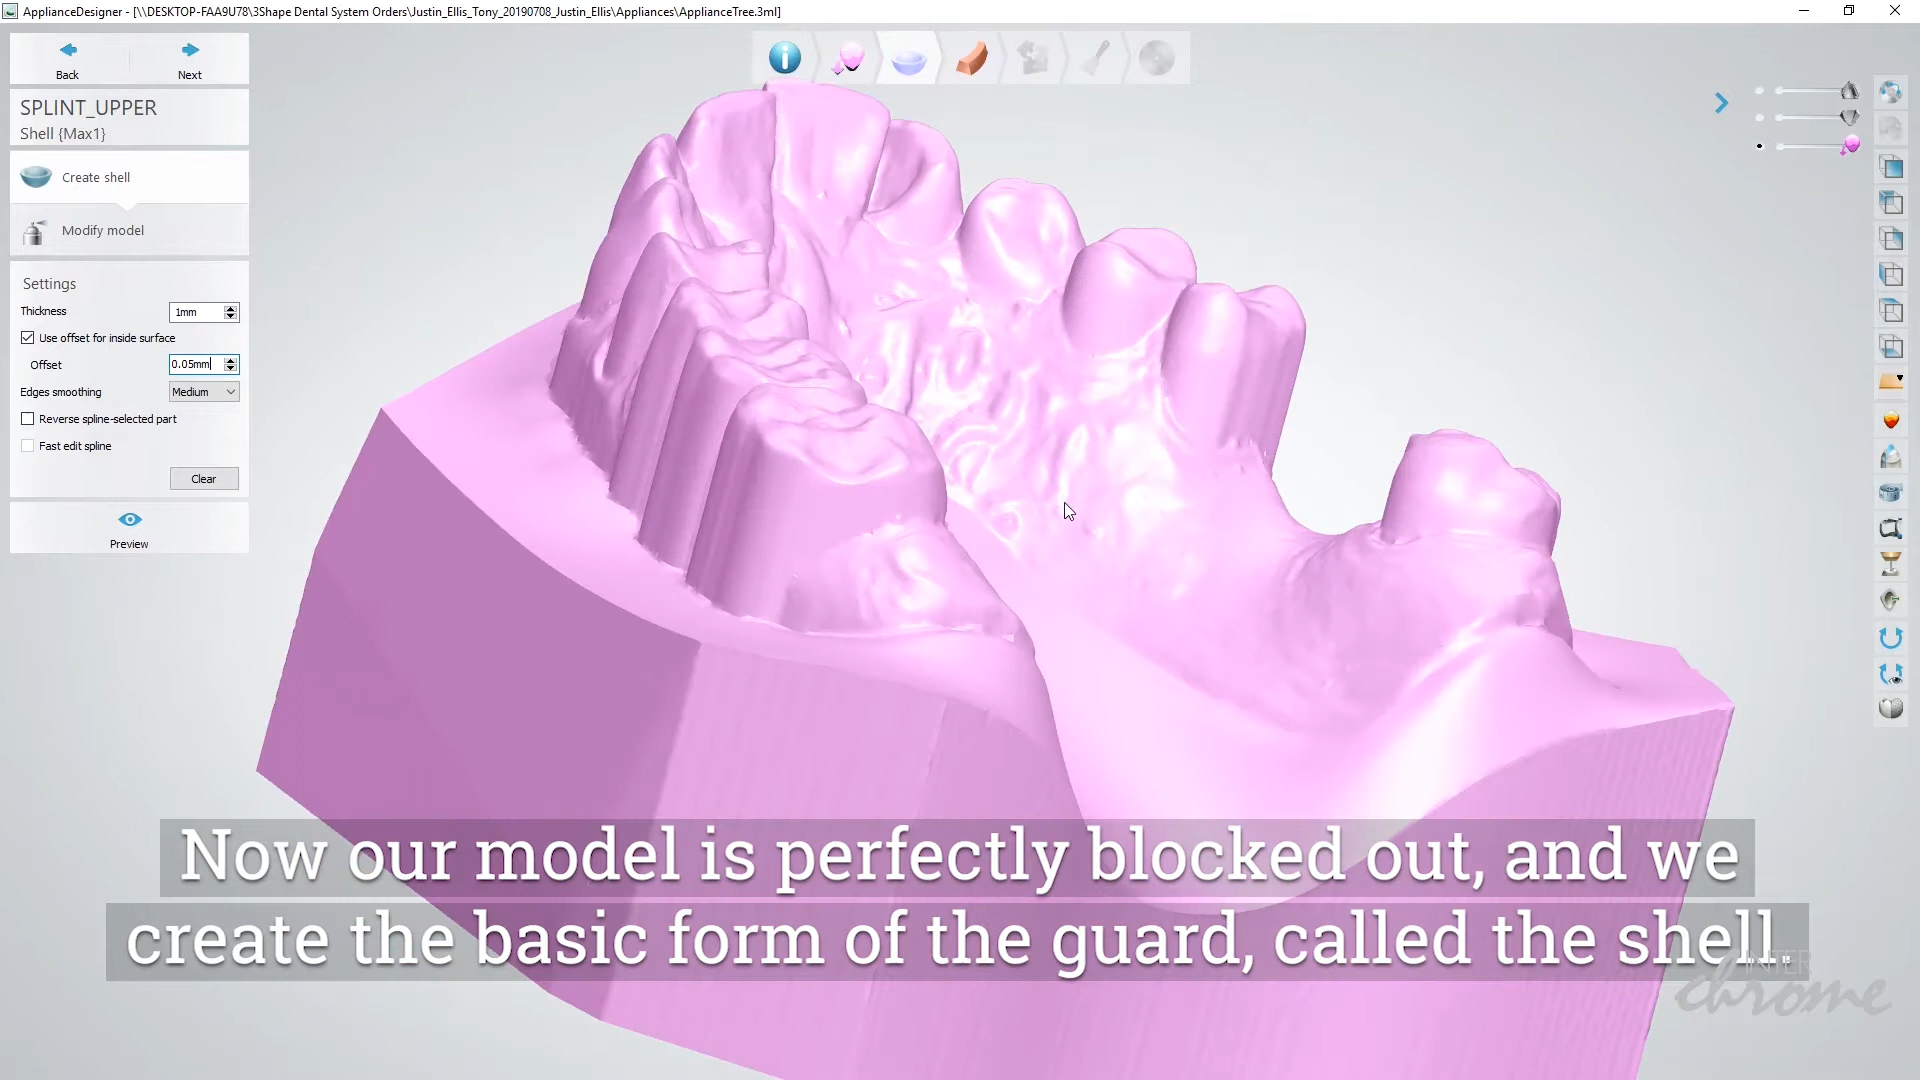 ApplianceDesigner - [\\DESKTOP-FAA9U78\3Shape Dental System Orders\Justin_Ellis_Tony_20190708_Justin_Ellis\Appliances\ApplianceTree.3ml]
Back
Next
SPLINT_UPPER
Shell {Max1}
Create shell
Modify model
Settings
Thickness
1mm
Use offset for inside surface
Offset
0.05mm
Edges smoothing
Medium
Reverse spline-selected part
Fast edit spline
Clear
Preview
Now our model is perfectly blocked out, and we
create the basic form of the guard, called the shell.
INTER
chrome